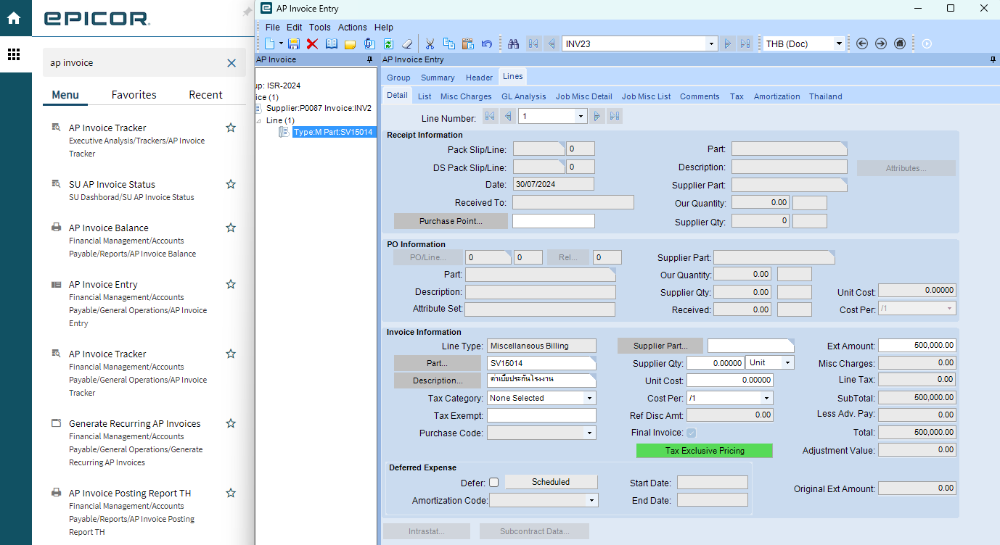 EPICOR
ap invoice
Menu Favorites Recent
AP Invoice Tracker
Executive Analysis/Trackers/AP Invoice
Tracker
SU AP Invoice Status
SU Dashborad/SU AP Invoice Status
AP Invoice Balance
Financial Management/Accounts
Payable/Reports/AP Invoice Balance
AP Invoice Entry
Financial Management/Accounts
Payable/General Operations/AP Invoice
Entry
AP Invoice Tracker
Financial Management/Accounts
Payable/General Operations/AP Invoice
Tracker
Generate Recurring AP Invoices
Financial Management/Accounts
Payable/General Operations/Generate
Recurring AP Invoices
AP Invoice Posting Report TH
Financial Management/Accounts
Payable/Reports/AP Invoice Posting
Report TH
AP Invoice Entry
File Edit Tools Actions Help
INV23 THB (Doc)
AP Invoice
up: ISR-2024
ice (1)
Supplier:P0087 Invoice:INV2
Line (1)
Type:M Part:SV15014
AP Invoice Entry
Group Summary Header Lines
Detail List Misc Charges GL Analysis Job Misc Detail Job Misc List Comments Tax Amortization Thailand
Line Number: 1
Receipt Information
Pack Slip/Line: 0 Part:
DS Pack Slip/Line: 0 Description: Attributes...
Date: 30/07/2024 Supplier Part:
Received To: Our Quantity: 0.00
Purchase Point... Supplier Qty: 0
PO Information
PO/Line... 0 0 Rel... 0 Supplier Part:
Part: Our Quantity: 0.00
Description: Supplier Qty: 0.00 Unit Cost: 0.00000
Attribute Set: Received: 0.00 Cost Per: /1
Invoice Information
Line Type: Miscellaneous Billing Supplier Part... Ext Amount: 500,000.00
Part... SV15014 Supplier Qty: 0.00000 Unit Misc Charges: 0.00
Description... ค่าเบี้ยประกันโรงงาน Unit Cost: 0.00000 Line Tax: 0.00
Tax Category: None Selected Cost Per: /1 SubTotal: 500,000.00
Tax Exempt: Ref Disc Amt: 0.00 Less Adv. Pay: 0.00
Purchase Code: Final Invoice: Total: 500,000.00
Tax Exclusive Pricing Adjustment Value: 0.00
Deferred Expense
Defer: Scheduled Start Date: Original Ext Amount: 0.00
Amortization Code: End Date:
Intrastat... Subcontract Data...